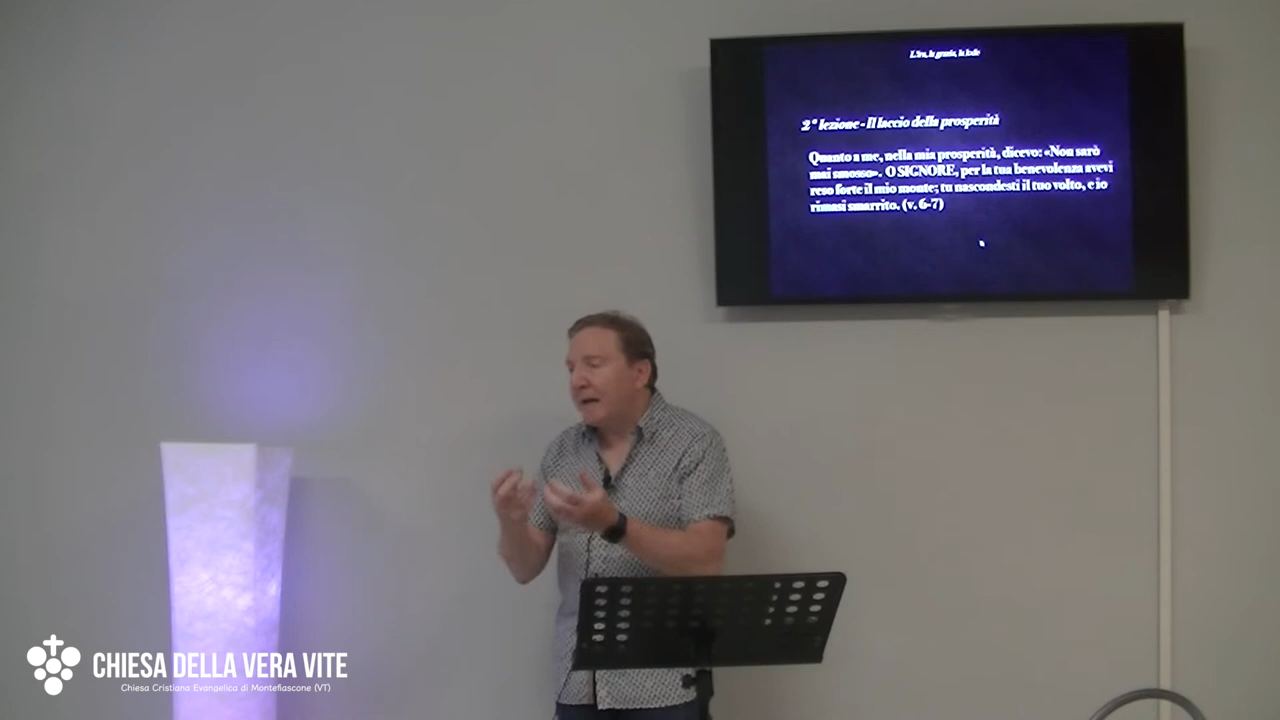 L'ira, la grazia, la lode
2° lezione - Il laccio della prosperità
Quanto a me, nella mia prosperità, dicevo: «Non sarò
mai smosso». O SIGNORE, per la tua benevolenza avevi
reso forte il mio monte; tu nascondesti il tuo volto, e io
rimasi smarrito. (v. 6-7)
CHIESA DELLA VERA VITE
Chiesa Cristiana Evangelica di Montefiascone (VT)